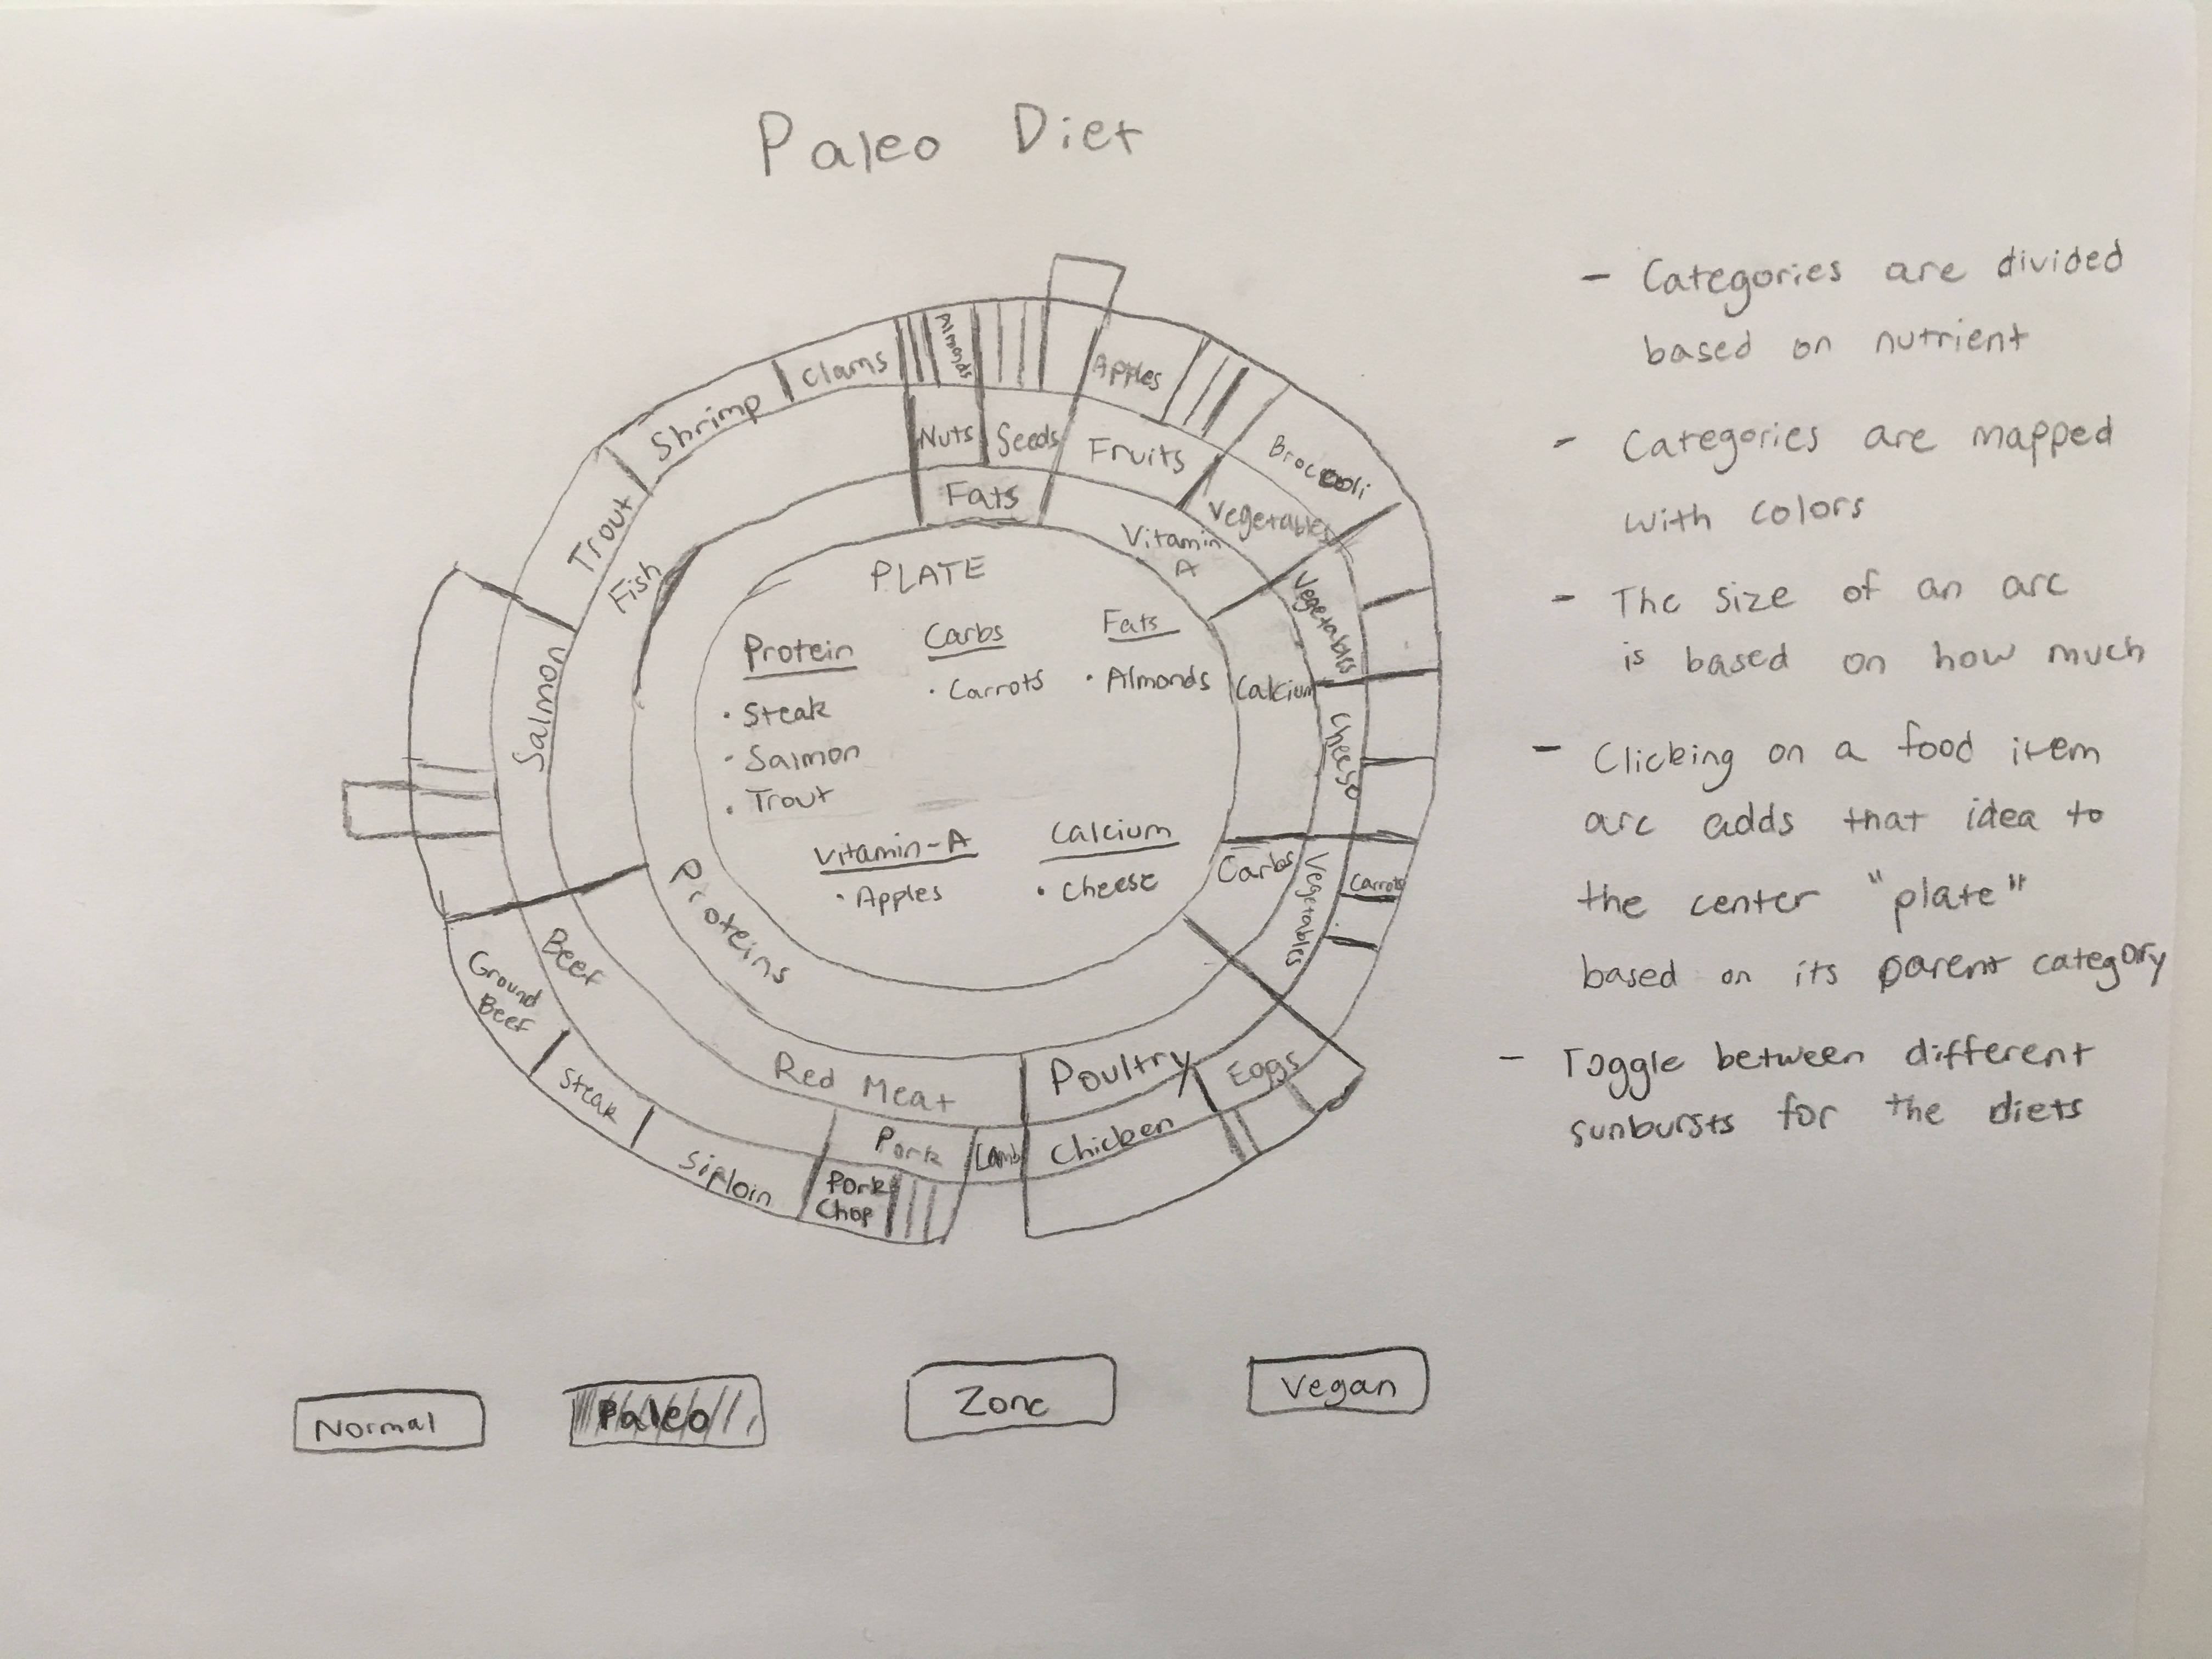 Paleo Diet
Almonds
Clams
Shrimp
Trout
Salmon
Fish
Nuts
Seeds
Fats
Apples
Fruits
Broccoli
Vegetables
Vitamin
A
Vegetables
Calcium
Cheese
Carbs
Vegetables
Carrots
Proteins
Beef
Ground
Beef
Steak
Siploin
Red Meat
Pork
Pork
Chop
Lamb
Poultry
Chicken
Eggs
PLATE
Protein
• Steak
- Salmon
• Trout
Carbs
• Carrots
Fats
• Almonds
Vitamin-A
• Apples
Calcium
• Cheese
- Categories are divided
based on nutrient
- Categories are mapped
with colors
- The size of an arc
is based on how much
- Clicking on a food item
arc adds that idea to
the center "plate"
based on its parent category
- Toggle between different
sunbursts for the diets
Normal
Paleo
Zone
Vegan